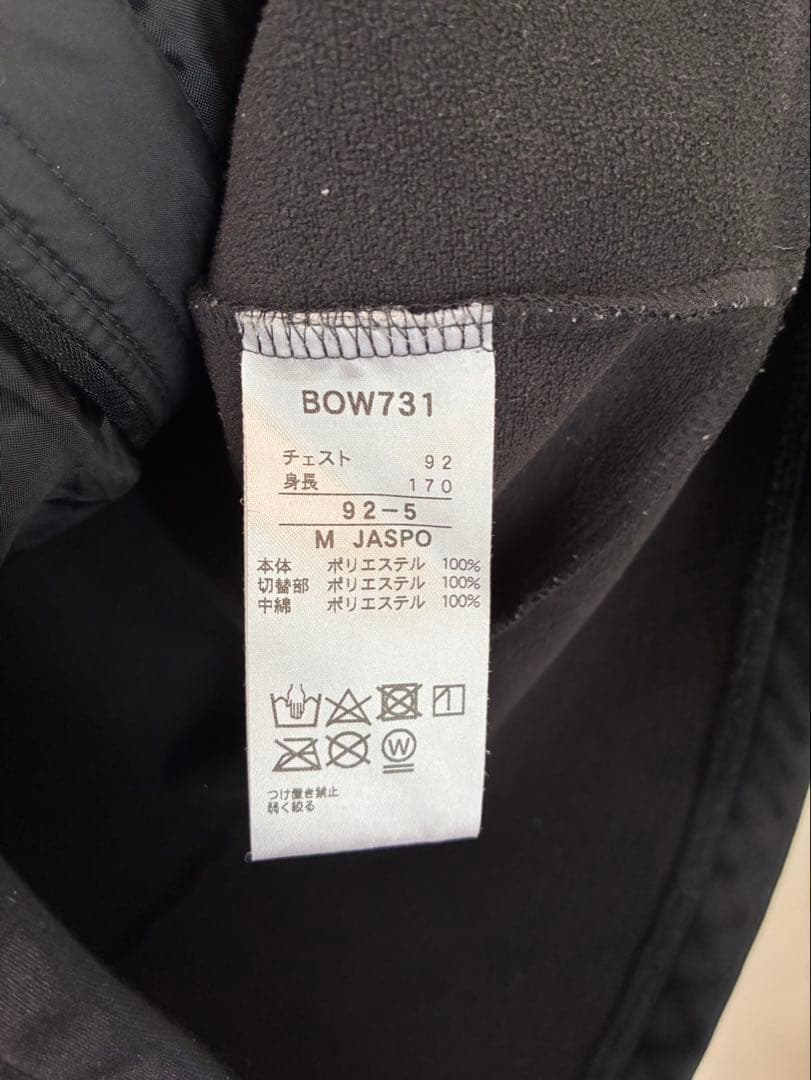 BOW731
チェスト 92
身長 170
92-5
M JASPO
本体 ポリエステル 100%
切替部 ポリエステル 100%
中綿 ポリエステル 100%
W
つけ置き禁止
弱く絞る